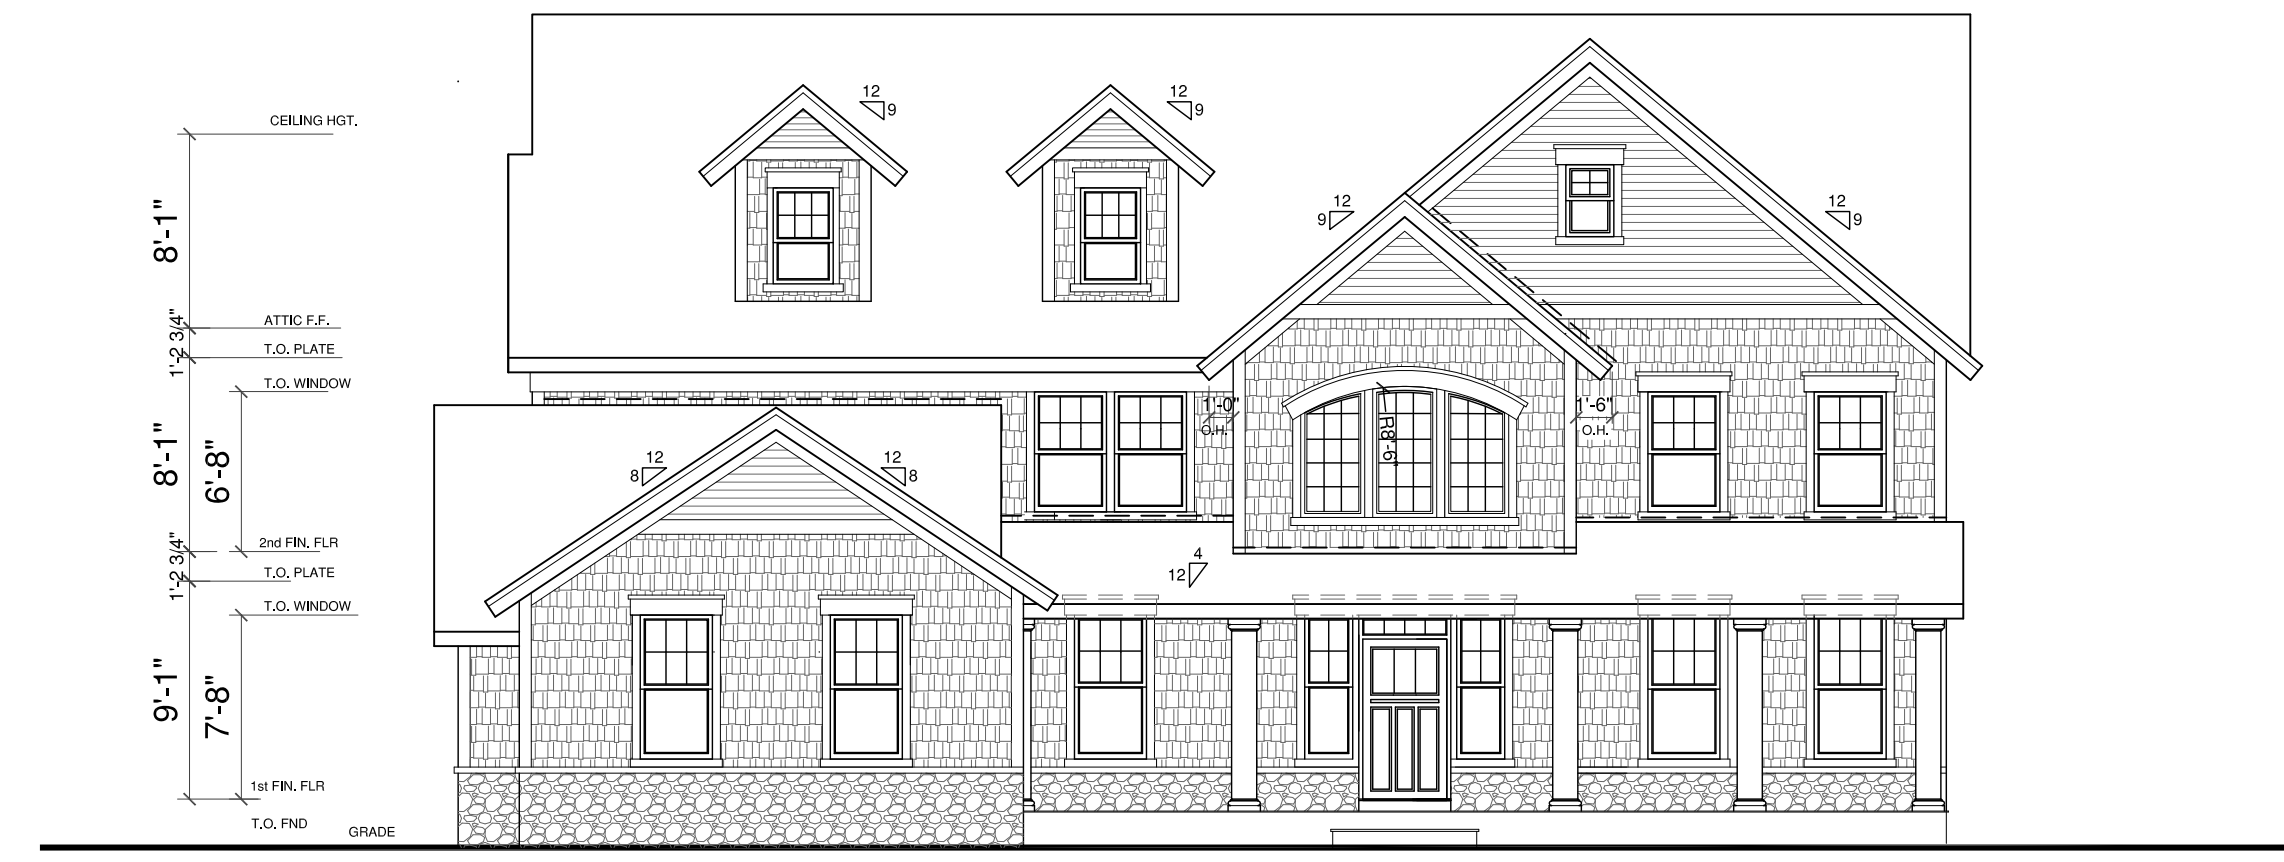 12
9
12
9
CEILING HGT.
8'-1"
12
9
12
9
ATTIC F.F.
1'-2 3/4"
T.O. PLATE
T.O. WINDOW
1'-0"
O.H.
R8'-6"
1'-6"
O.H.
8'-1"
6'-8"
12
8
12
8
2nd FIN. FLR
1'-2 3/4"
T.O. PLATE
4
12
T.O. WINDOW
9'-1"
7'-8"
1st FIN. FLR
T.O. FND
GRADE